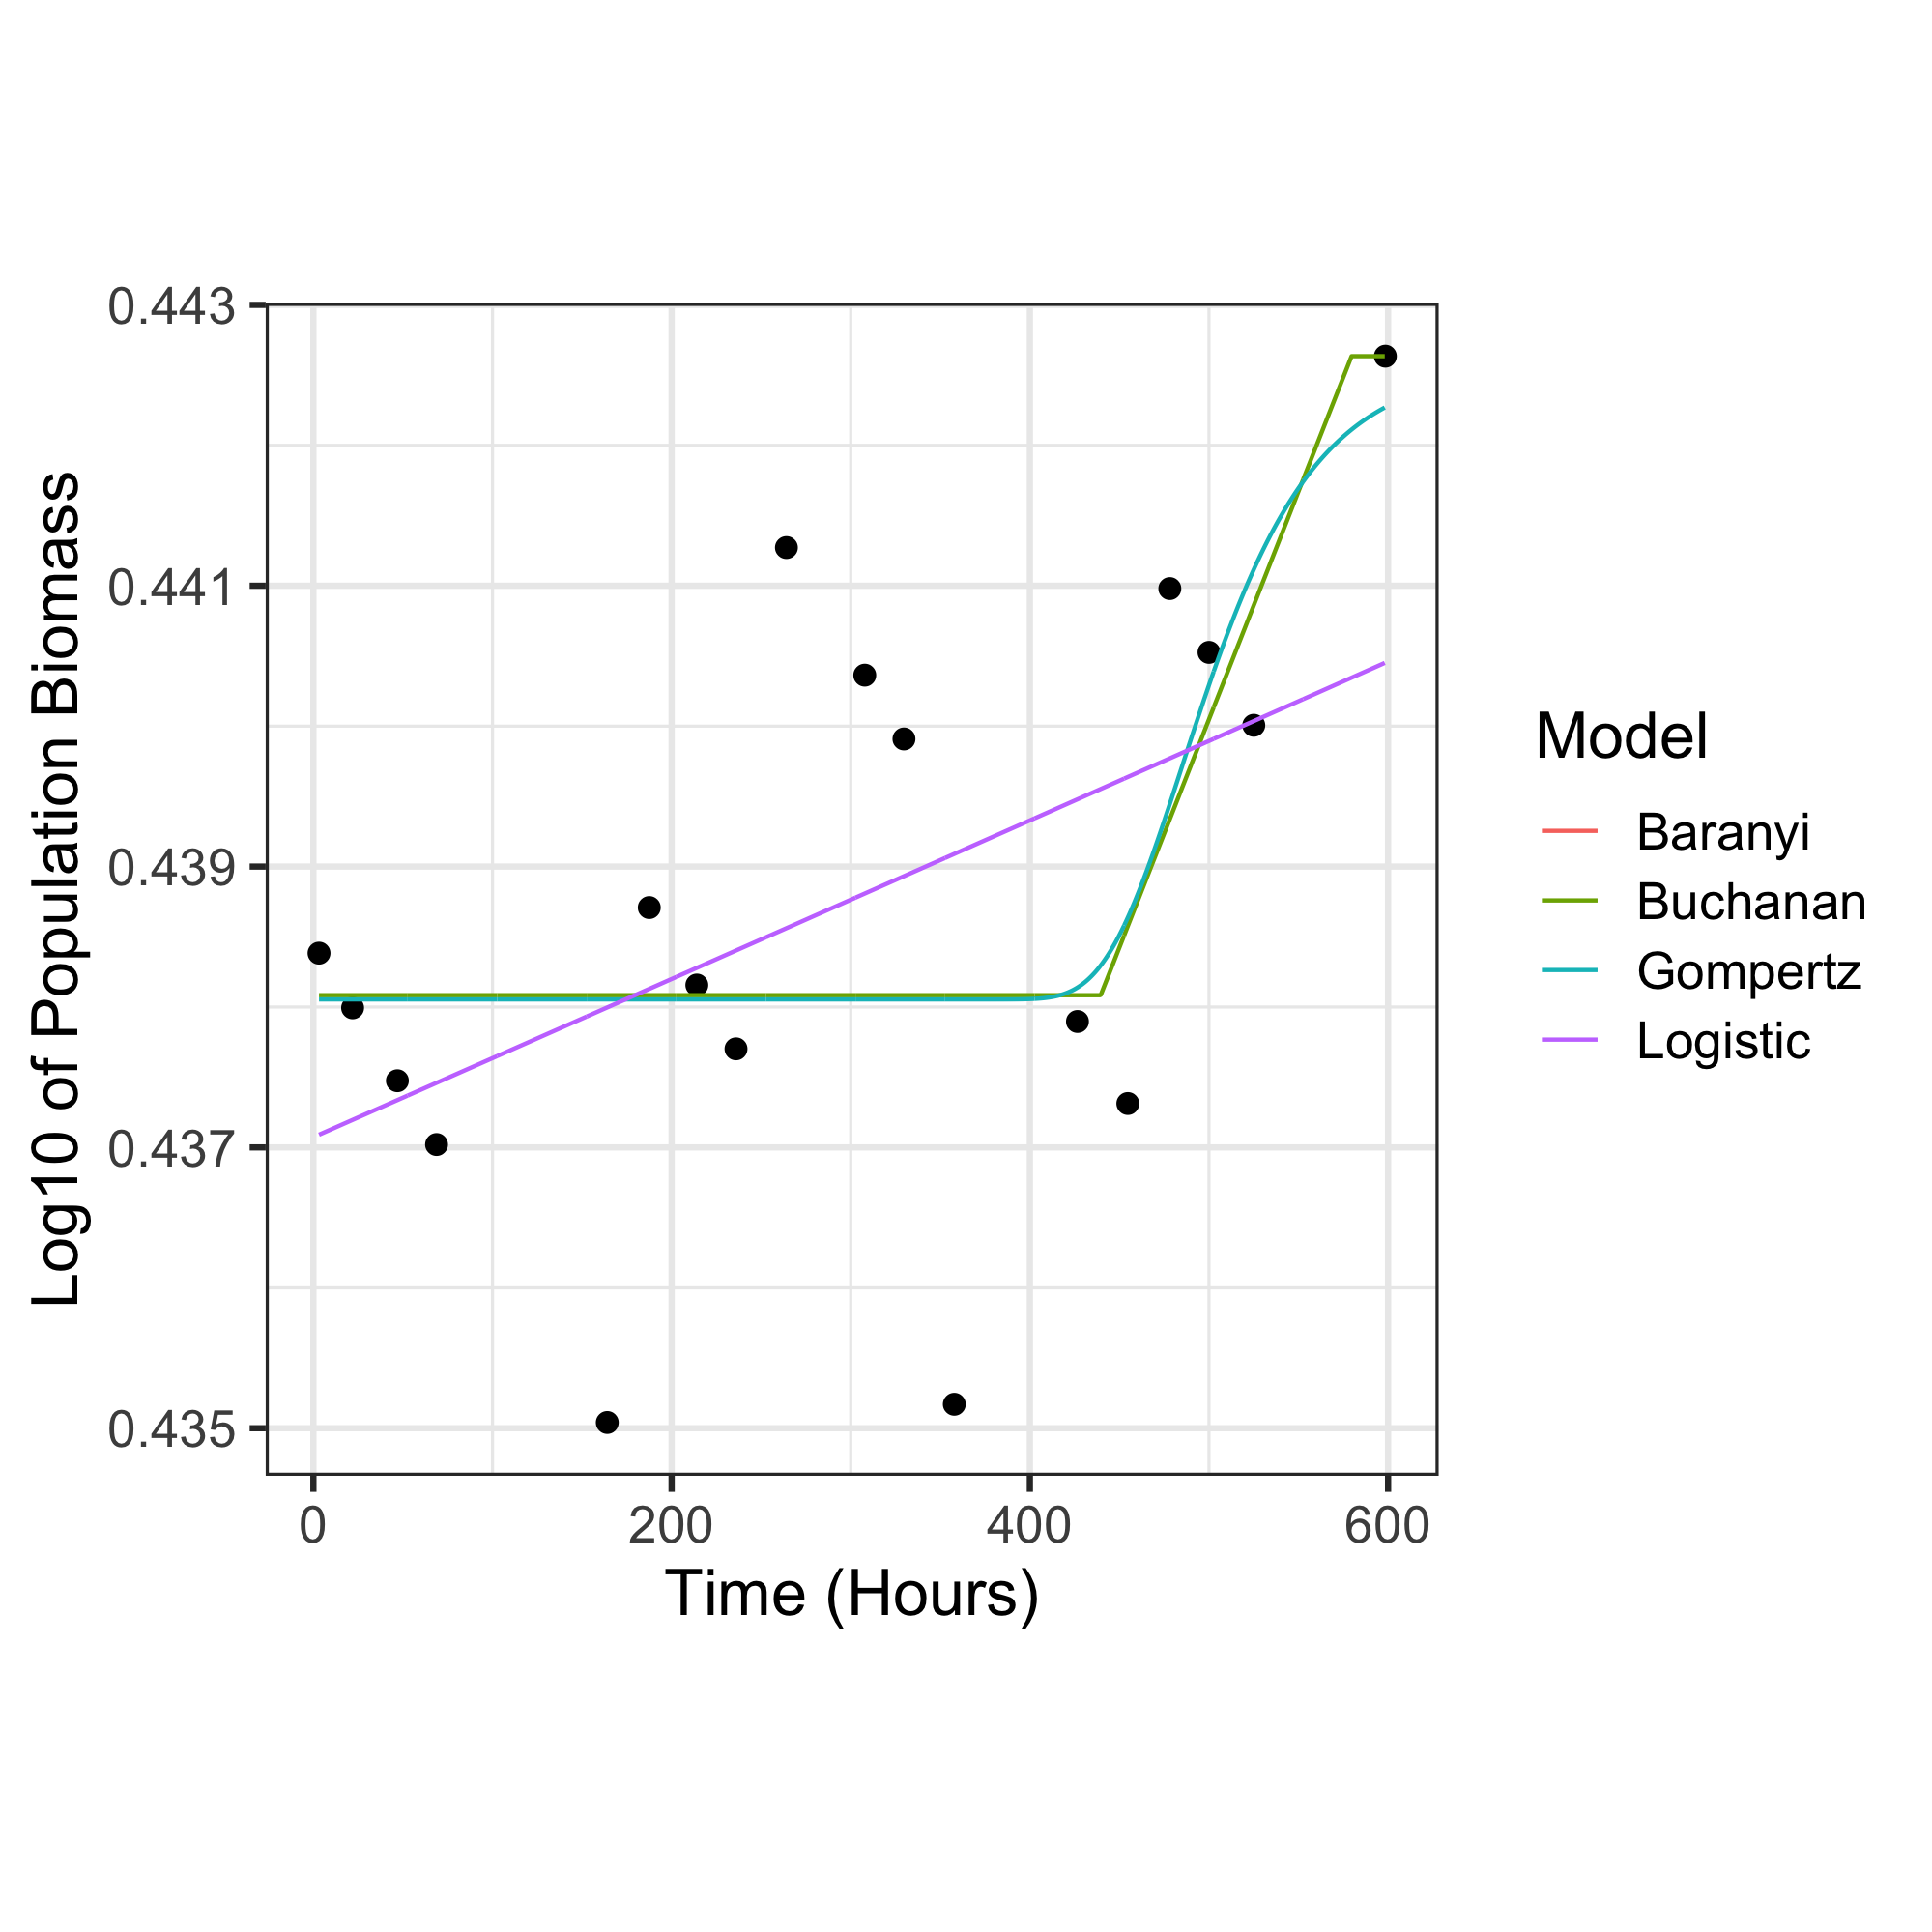 Log10 of Population Biomass
0.443
0.441
0.439
0.437
0.435
0 200 400 600
Time (Hours)
Model
Baranyi
Buchanan
Gompertz
Logistic